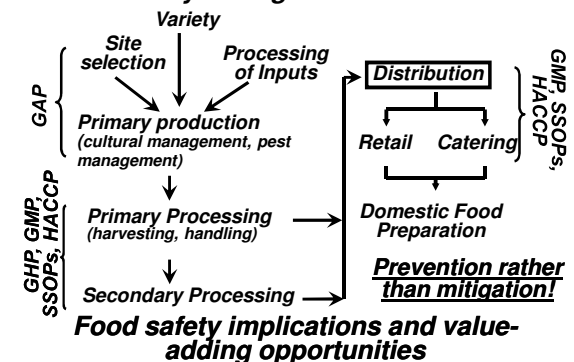 Variety
Site
selection
Processing
of Inputs
GAP
Primary production
(cultural management, pest
management)
GHP, GMP,
SSOPs, HACCP
Primary Processing
(harvesting, handling)
Secondary Processing
Distribution
Retail Catering
GMP, SSOPs,
HACCP
Domestic Food
Preparation
Prevention rather
than mitigation!
Food safety implications and value-
adding opportunities